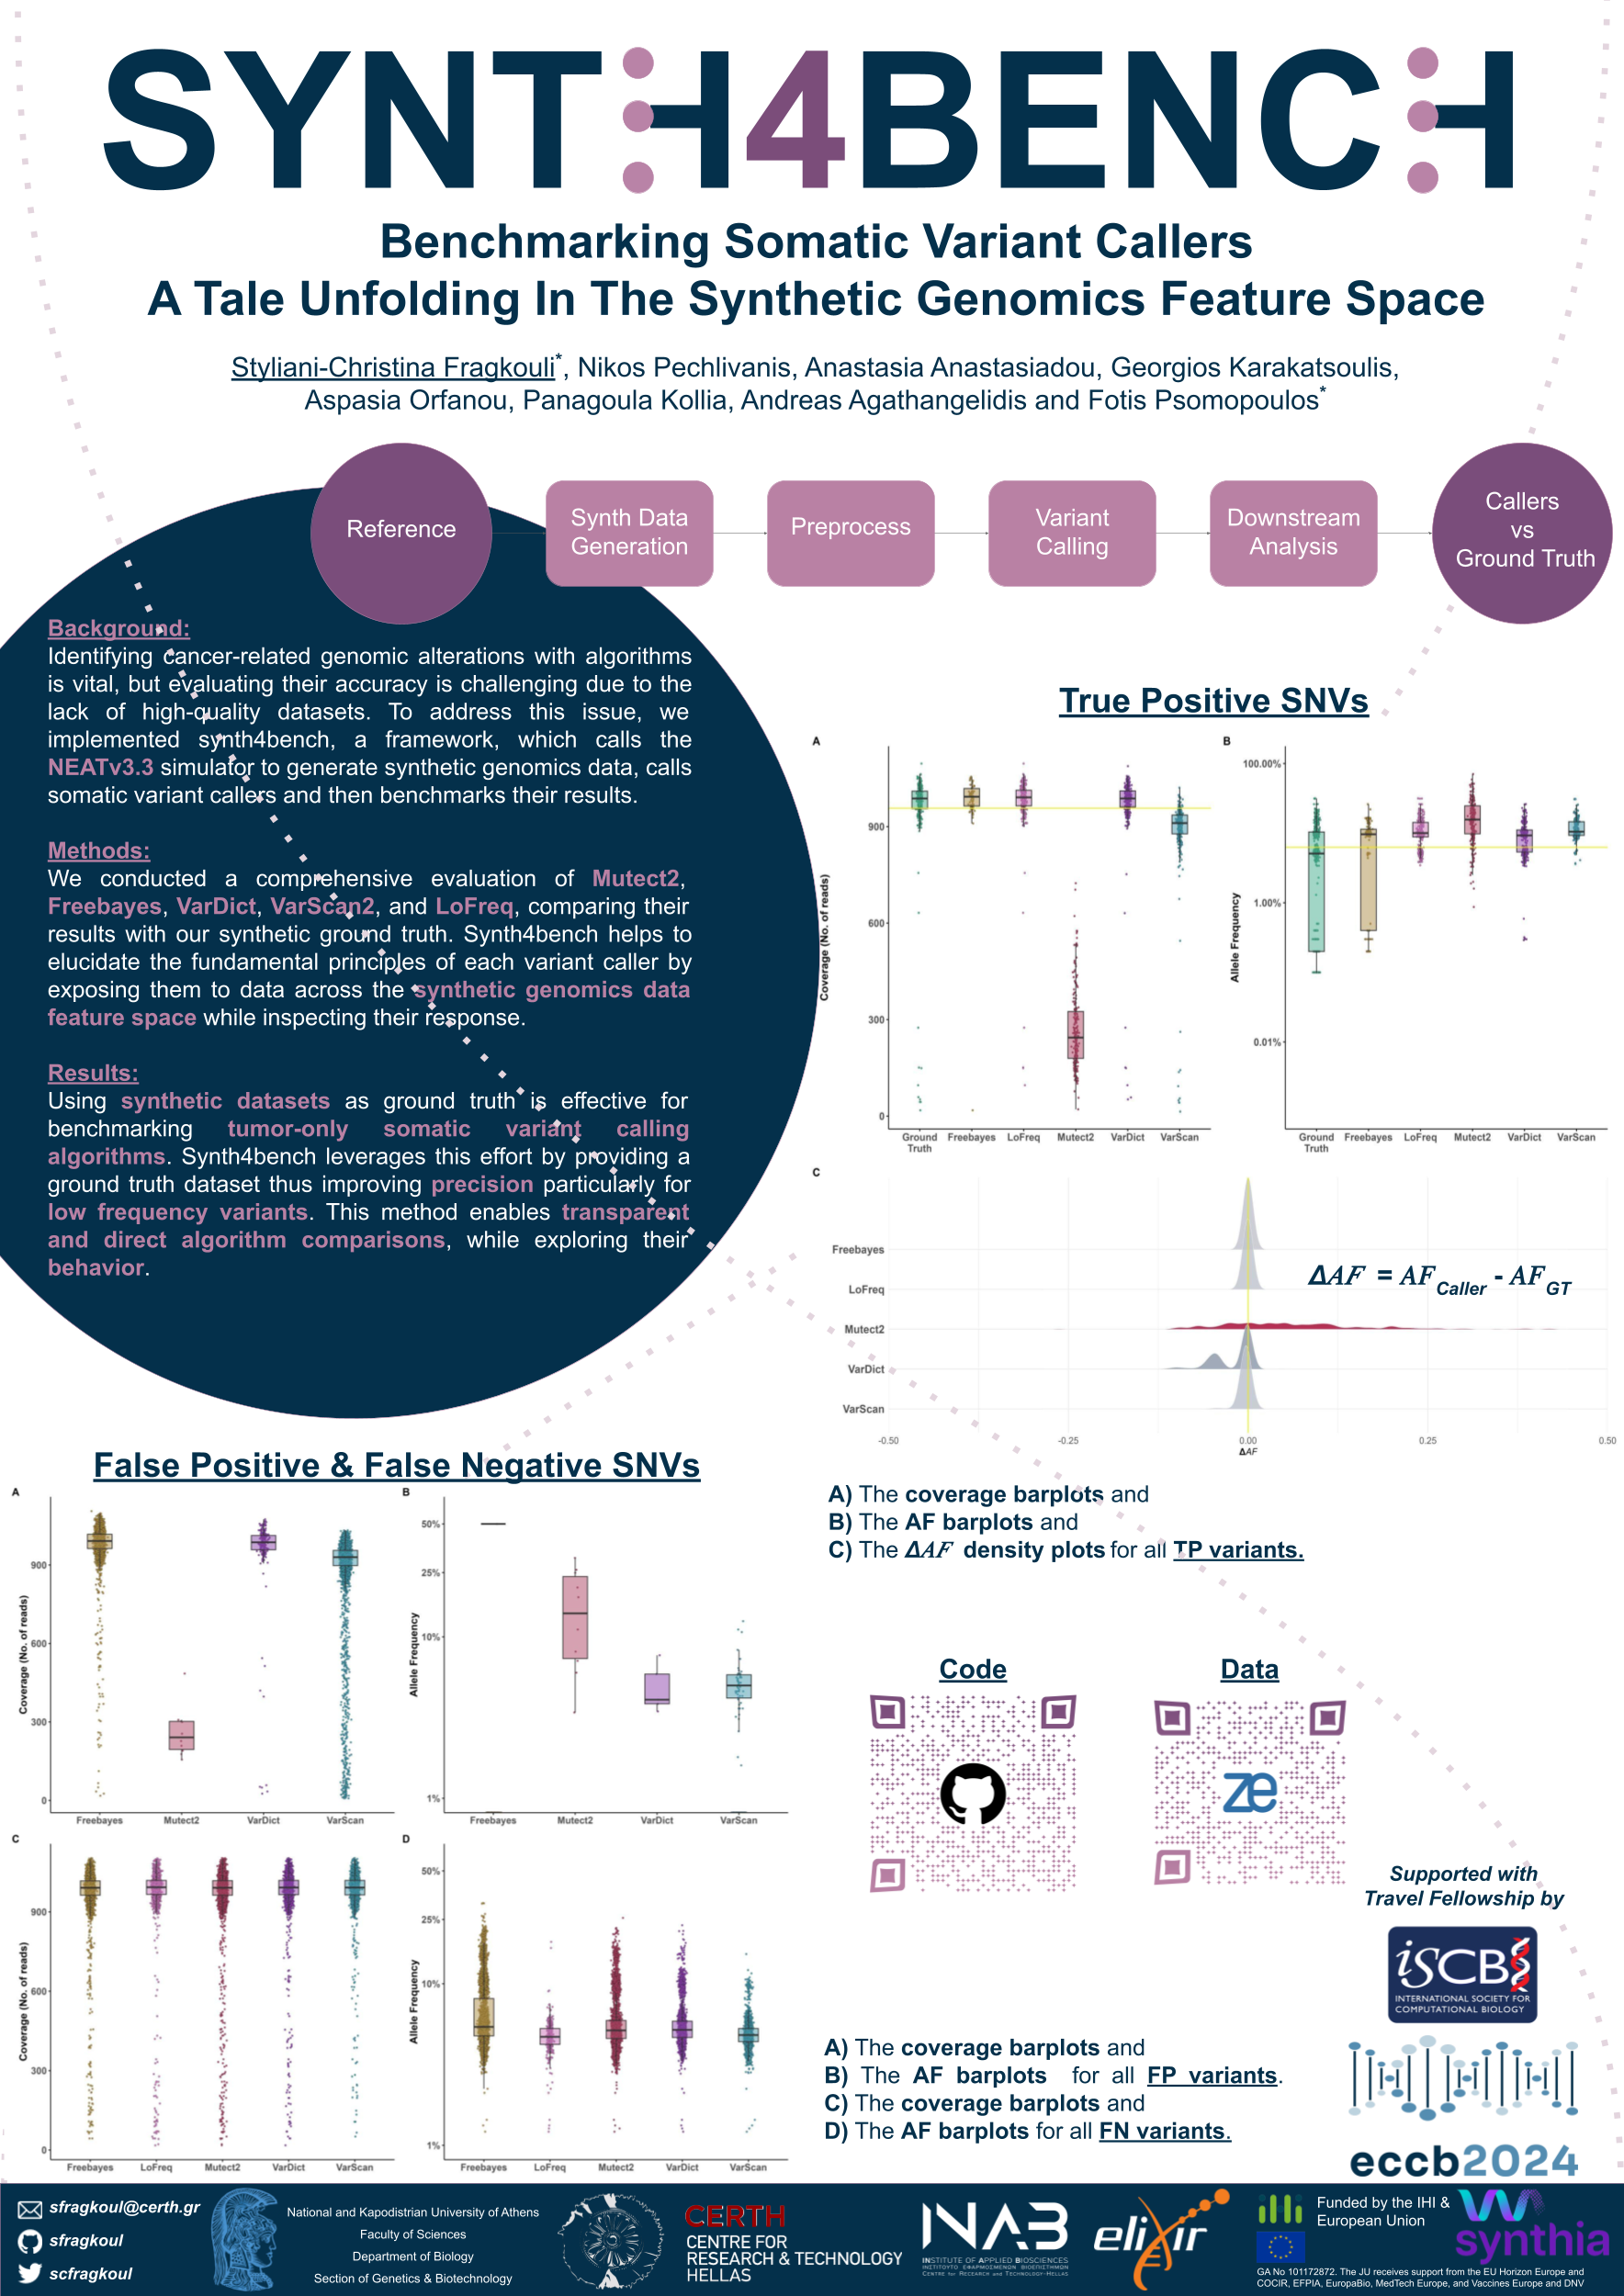 SYNTH4BENCH
Benchmarking Somatic Variant Callers
A Tale Unfolding In The Synthetic Genomics Feature Space
Styliani-Christina Fragkouli*, Nikos Pechlivanis, Anastasia Anastasiadou, Georgios Karakatsoulis,
Aspasia Orfanou, Panagoula Kollia, Andreas Agathangelidis and Fotis Psomopoulos*
Reference
Synth Data
Generation
Preprocess
Variant
Calling
Downstream
Analysis
Callers
vs
Ground Truth
Background:
Identifying cancer-related genomic alterations with algorithms
is vital, but evaluating their accuracy is challenging due to the
lack of high-quality datasets. To address this issue, we
implemented synth4bench, a framework, which calls the
NEATv3.3 simulator to generate synthetic genomics data, calls
somatic variant callers and then benchmarks their results.
Methods:
We conducted a comprehensive evaluation of Mutect2,
Freebayes, VarDict, VarScan2, and LoFreq, comparing their
results with our synthetic ground truth. Synth4bench helps to
elucidate the fundamental principles of each variant caller by
exposing them to data across the synthetic genomics data
feature space while inspecting their response.
Results:
Using synthetic datasets as ground truth is effective for
benchmarking tumor-only somatic variant calling
algorithms. Synth4bench leverages this effort by providing a
ground truth dataset thus improving precision particularly for
low frequency variants. This method enables transparent
and direct algorithm comparisons, while exploring their
behavior.
True Positive SNVs
A
Coverage (No. of reads)
900
600
300
0
Ground Truth Freebayes LoFreq Mutect2 VarDict VarScan
B
Allele Frequency
100.00%
1.00%
0.01%
Ground Truth Freebayes LoFreq Mutect2 VarDict VarScan
C
Freebayes
LoFreq
Mutect2
VarDict
VarScan
ΔAF = AF Caller - AF GT
-0.50 -0.25 0.00 0.25 0.50
ΔAF
A) The coverage barplots and
B) The AF barplots and
C) The ΔAF density plots for all TP variants.
False Positive & False Negative SNVs
A
Coverage (No. of reads)
900
600
300
0
Freebayes Mutect2 VarDict VarScan
B
Allele Frequency
50%
25%
10%
1%
Freebayes Mutect2 VarDict VarScan
C
Coverage (No. of reads)
900
600
300
0
Freebayes LoFreq Mutect2 VarDict VarScan
D
Allele Frequency
50%
25%
10%
1%
Freebayes LoFreq Mutect2 VarDict VarScan
Code
Data
ze
Supported with
Travel Fellowship by
iSCB
INTERNATIONAL SOCIETY FOR
COMPUTATIONAL BIOLOGY
A) The coverage barplots and
B) The AF barplots for all FP variants.
C) The coverage barplots and
D) The AF barplots for all FN variants.
eccb2024
sfragkoul@certh.gr
sfragkoul
scfragkoul
National and Kapodistrian University of Athens
Faculty of Sciences
Department of Biology
Section of Genetics & Biotechnology
CERTH
CENTRE FOR
RESEARCH & TECHNOLOGY
HELLAS
INAB
INSTITUTE OF APPLIED BIOSCIENCES
ΙΝΣΤΙΤΟΥΤΟ ΕΦΑΡΜΟΣΜΕΝΩΝ ΒΙΟΕΠΙΣΤΗΜΩΝ
CENTRE for RESEARCH and TECHNOLOGY-HELLAS
elixir
ihi
Funded by the IHI &
European Union
synthia
GA No 101172872. The JU receives support from the EU Horizon Europe and
COCIR, EFPIA, EuropaBio, MedTech Europe, and Vaccines Europe and DNV